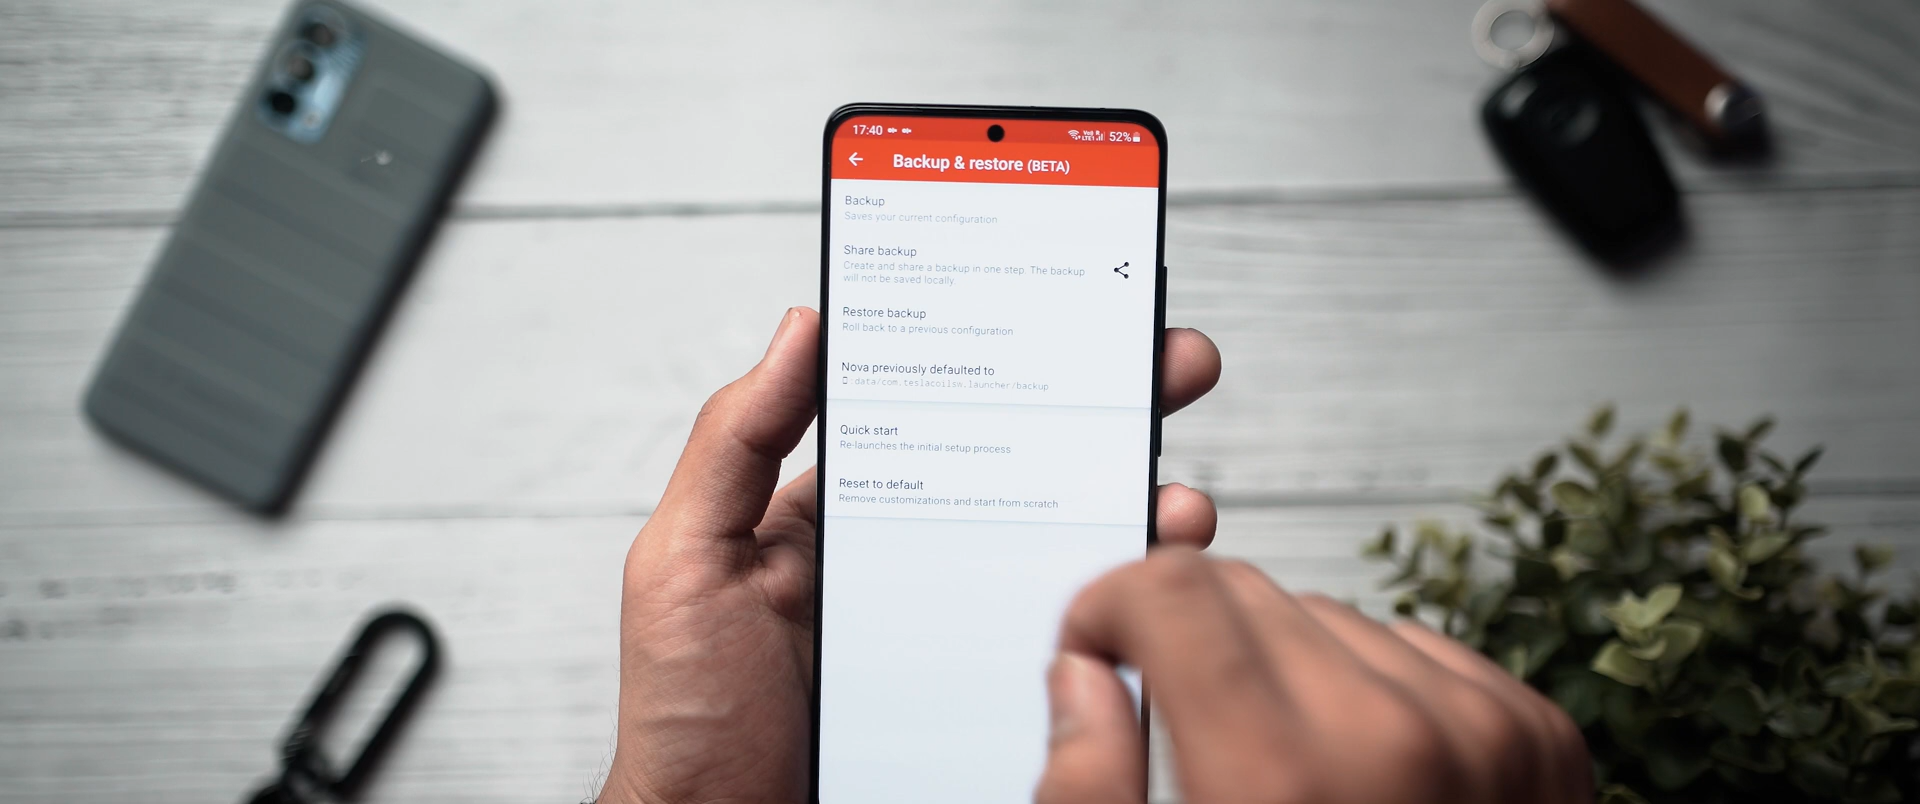 17:40 52%
Backup & restore (BETA)
Backup
Saves your current configuration
Share backup
Create and share a backup in one step. The backup
will not be saved locally.
Restore backup
Roll back to a previous configuration
Nova previously defaulted to
:data/com.teslacoilsw.launcher/backup
Quick start
Re-launches the initial setup process
Reset to default
Remove customizations and start from scratch